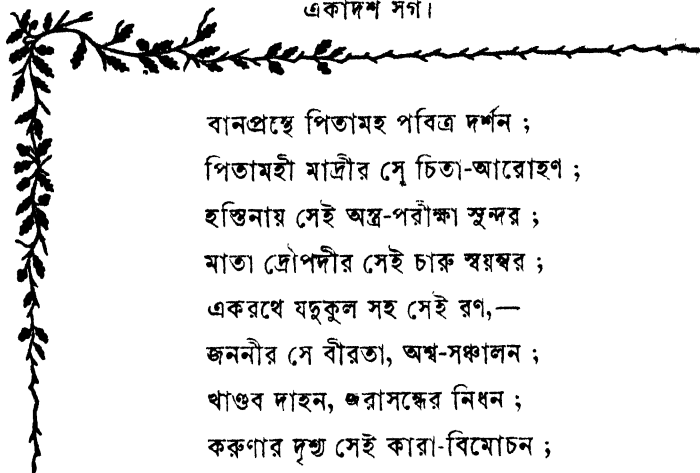 একাদশ সর্গ।
বানপ্রস্থে পিতামহ পবিত্র দর্শন ;
পিতামহী মাদ্রীর সে চিতা-আরোহণ ;
হস্তিনায় সেই অস্ত্র-পরীক্ষা সুন্দর ;
মাতা দ্রৌপদীর সেই চারু স্বয়ম্বর ;
একরথে যদুকুল সহ সেই রণ,—
জননীর সে বীরতা, অশ্ব-সঞ্চালন ;
খাণ্ডব দাহন, জরাসন্ধের নিধন ;
করুণার দৃশ্য সেই কারা-বিমোচন ;